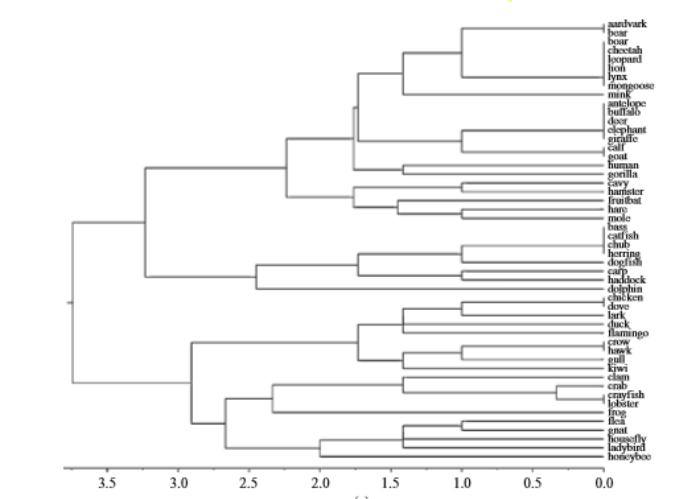 aardvark
bear
boar
cheetah
leopard
lion
lynx
mongoose
mink
antelope
buffalo
deer
elephant
giraffe
calf
goat
human
gorilla
cavy
hamster
fruitbat
hare
mole
bass
catfish
chub
herring
dogfish
carp
haddock
dolphin
chicken
dove
lark
duck
flamingo
crow
hawk
gull
kiwi
clam
crab
crayfish
lobster
frog
flea
gnat
housefly
ladybird
honeybee
3.5 3.0 2.5 2.0 1.5 1.0 0.5 0.0